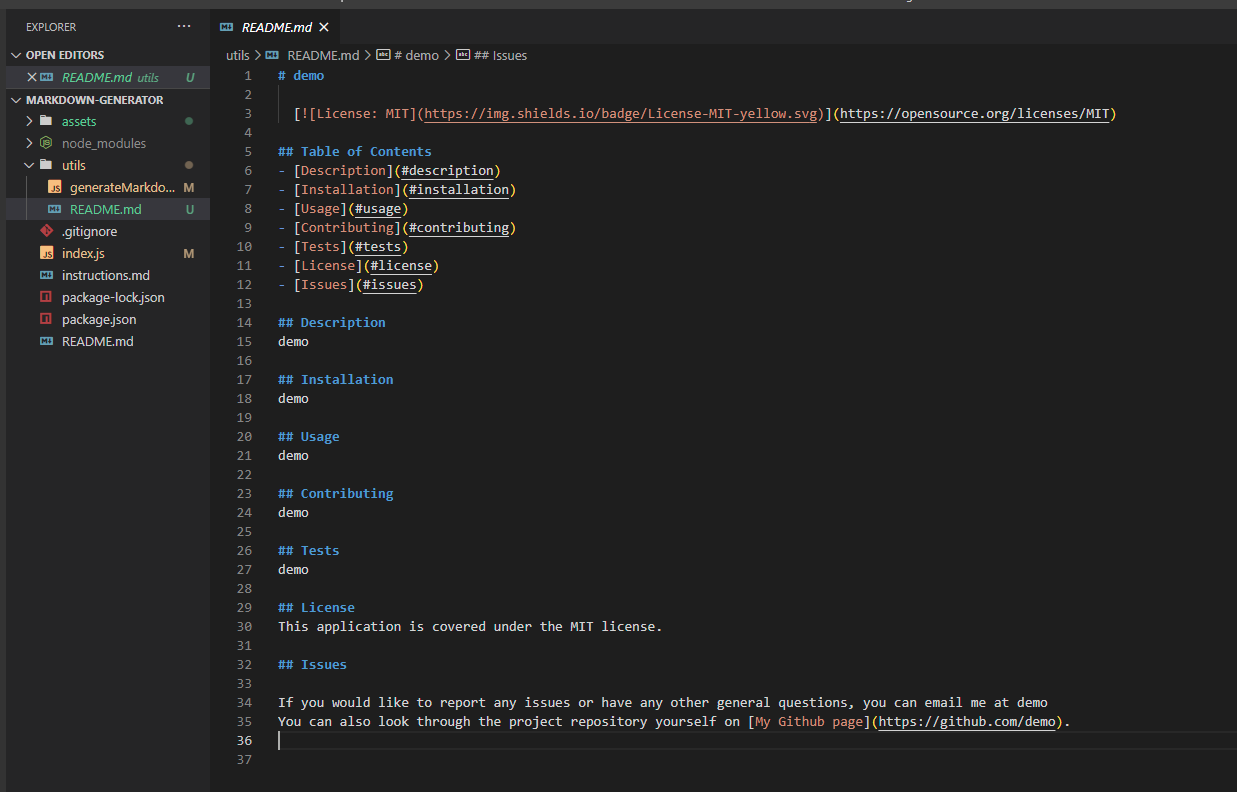 EXPLORER ...
OPEN EDITORS
README.md utils U
MARKDOWN-GENERATOR
assets
node_modules
utils
generateMarkdo... M
README.md U
.gitignore
index.js M
instructions.md
package-lock.json
package.json
README.md
README.md
utils > README.md > # demo > ## Issues
1 # demo
2
3 [![License: MIT](https://img.shields.io/badge/License-MIT-yellow.svg)](https://opensource.org/licenses/MIT)
4
5 ## Table of Contents
6 - [Description](#description)
7 - [Installation](#installation)
8 - [Usage](#usage)
9 - [Contributing](#contributing)
10 - [Tests](#tests)
11 - [License](#license)
12 - [Issues](#issues)
13
14 ## Description
15 demo
16
17 ## Installation
18 demo
19
20 ## Usage
21 demo
22
23 ## Contributing
24 demo
25
26 ## Tests
27 demo
28
29 ## License
30 This application is covered under the MIT license.
31
32 ## Issues
33
34 If you would like to report any issues or have any other general questions, you can email me at demo
35 You can also look through the project repository yourself on [My Github page](https://github.com/demo).
36
37